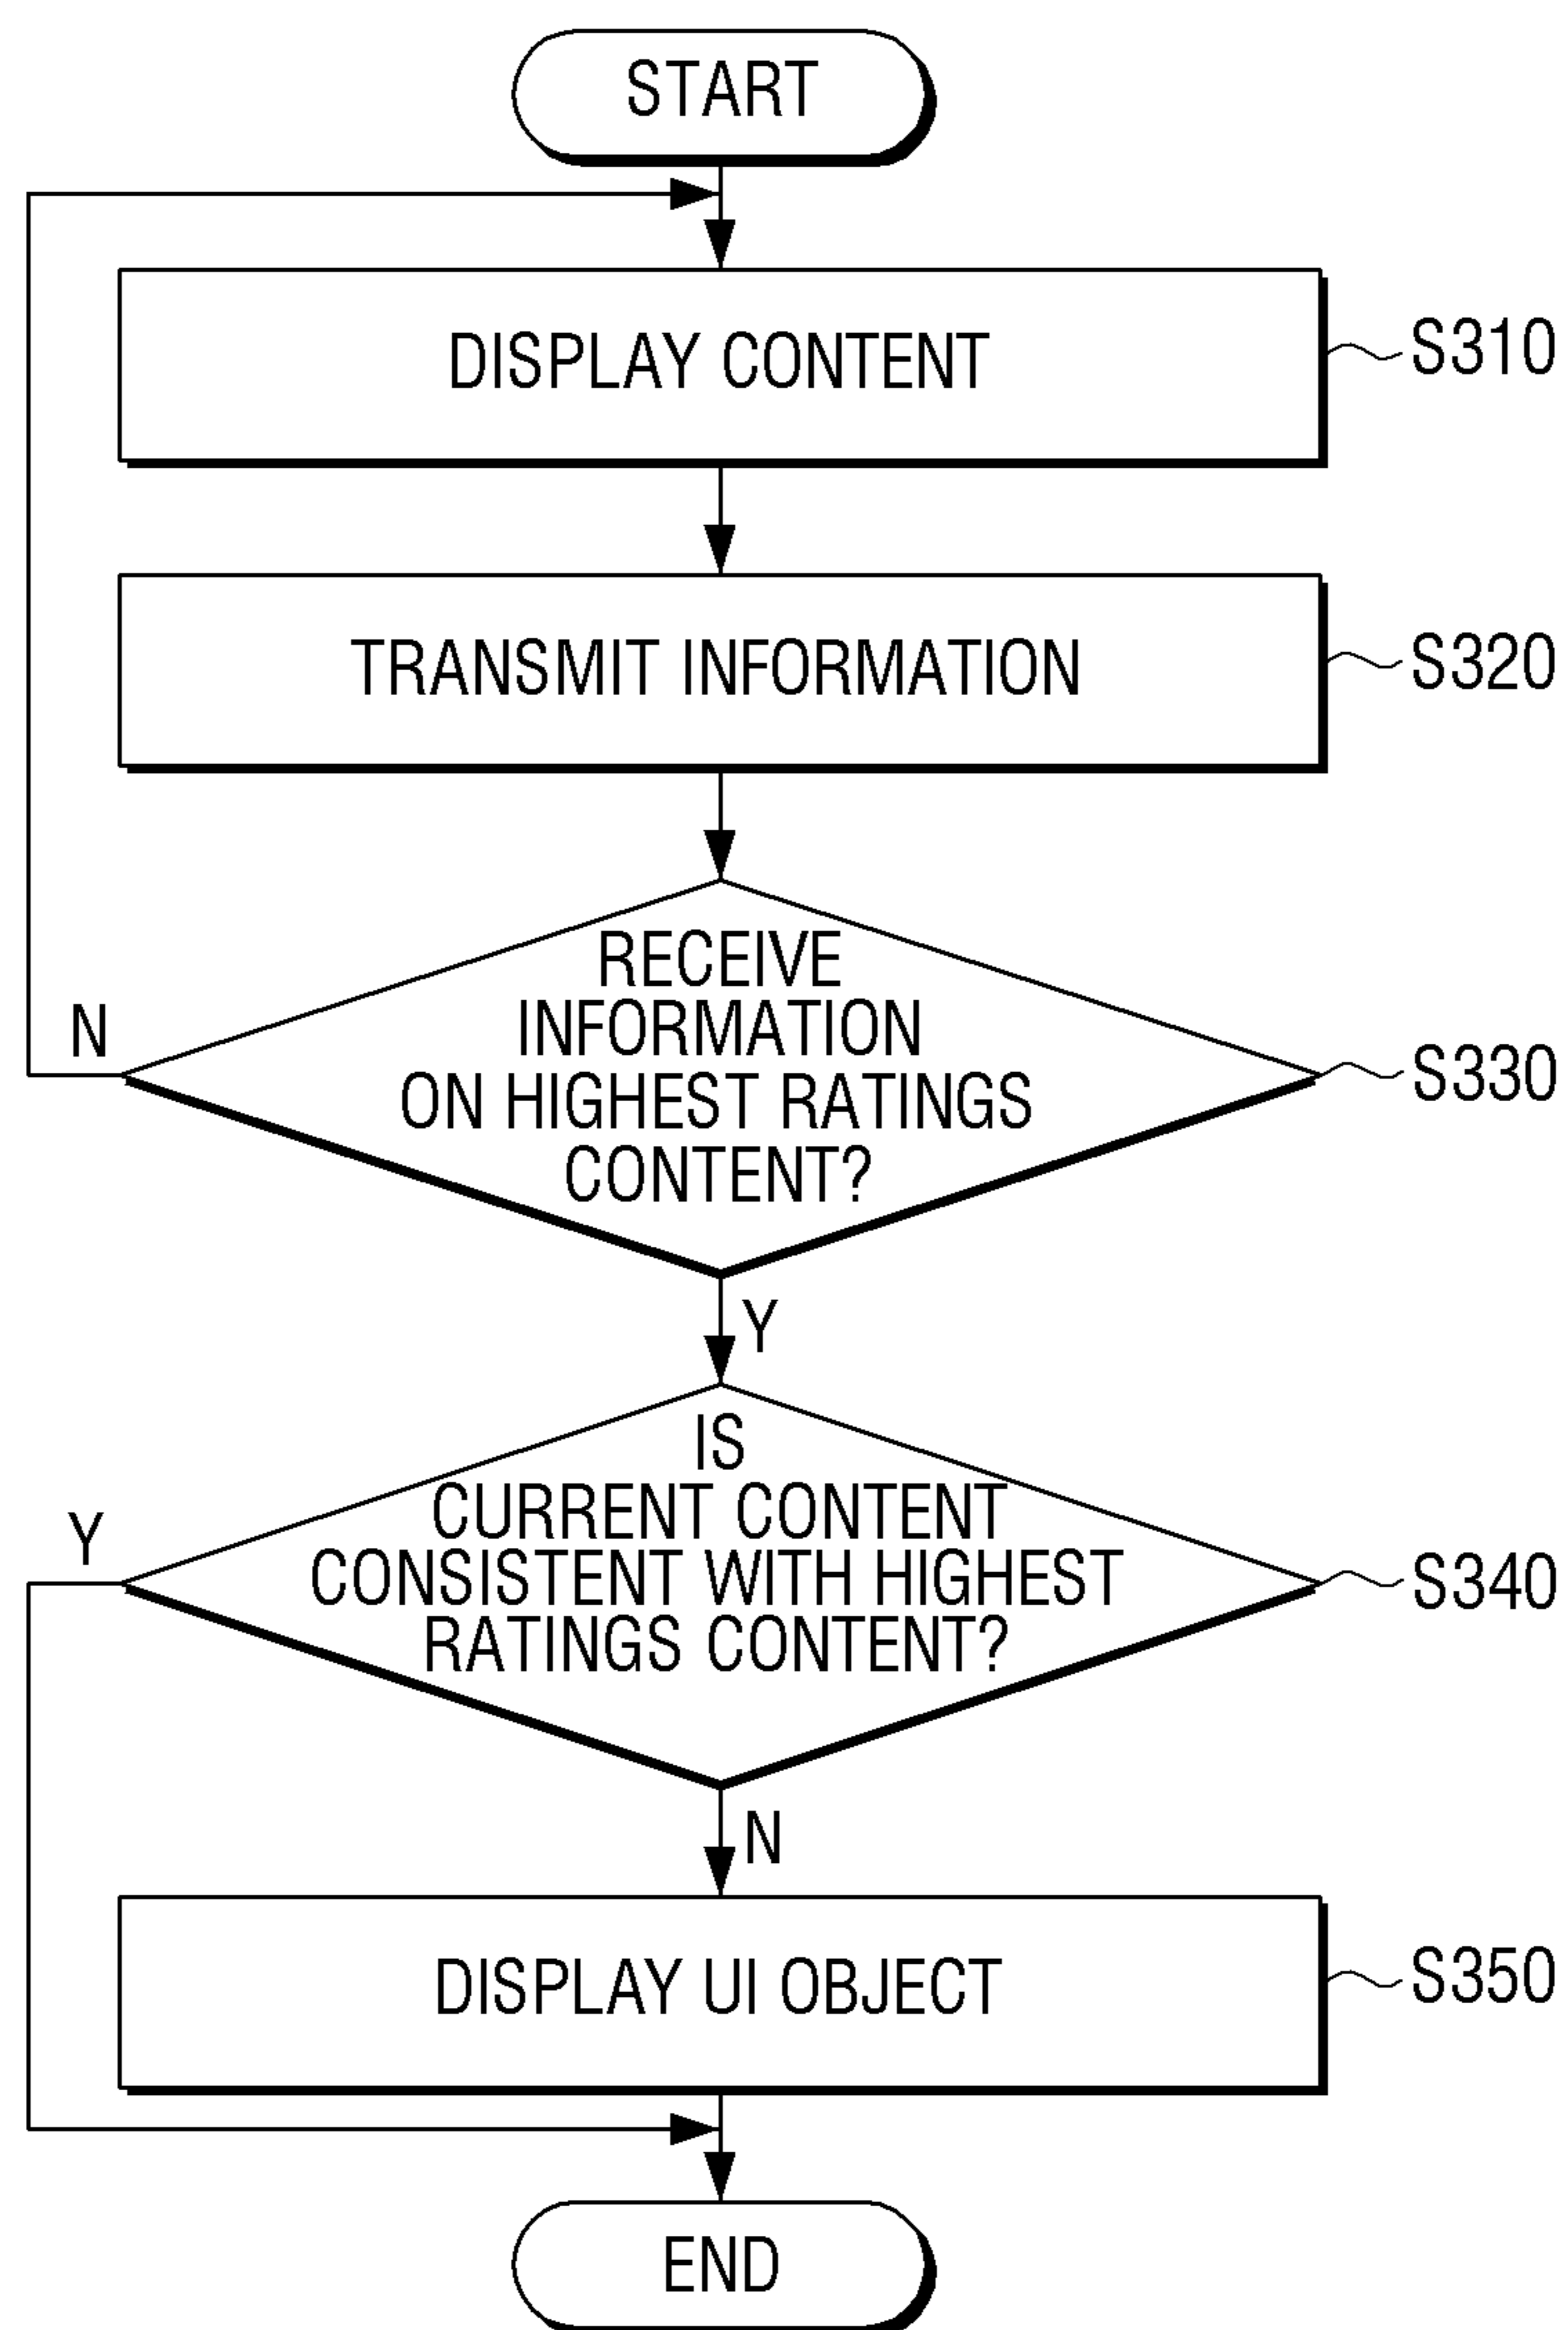 START
DISPLAY CONTENT
S310
TRANSMIT INFORMATION
S320
RECEIVE
INFORMATION
ON HIGHEST RATINGS
CONTENT?
N
S330
Y
IS
CURRENT CONTENT
CONSISTENT WITH HIGHEST
RATINGS CONTENT?
Y
S340
N
DISPLAY UI OBJECT
S350
END